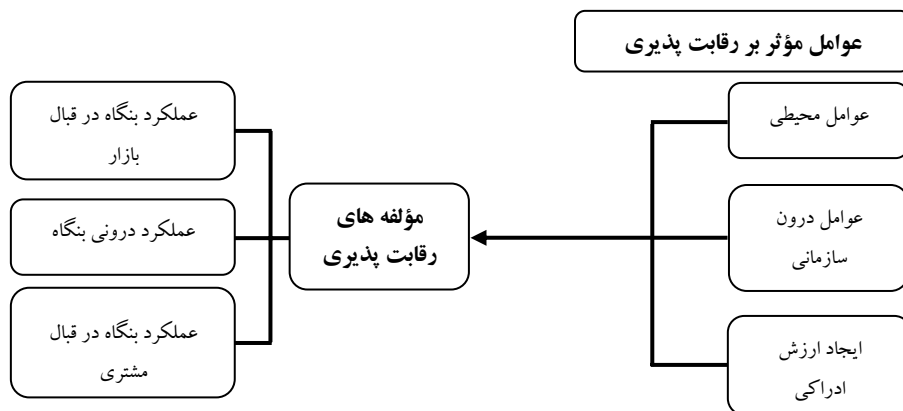 عوامل مؤثر بر رقابت پذیری
عوامل محیطی
عوامل درون
سازمانی
ایجاد ارزش
ادراکی
مؤلفه های
رقابت پذیری
عملکرد بنگاه در قبال
بازار
عملکرد درونی بنگاه
عملکرد بنگاه در قبال
مشتری